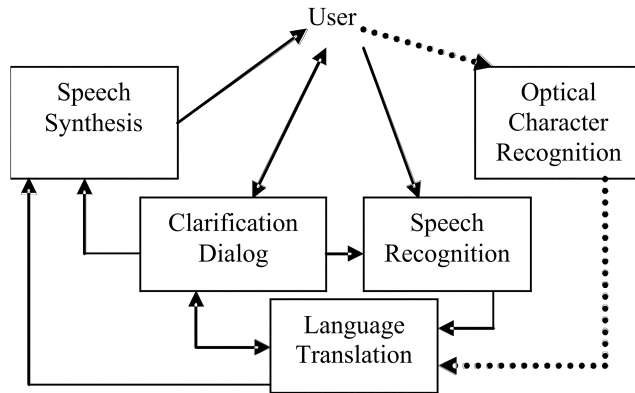 User
Speech
Synthesis
Optical
Character
Recognition
Clarification
Dialog
Speech
Recognition
Language
Translation